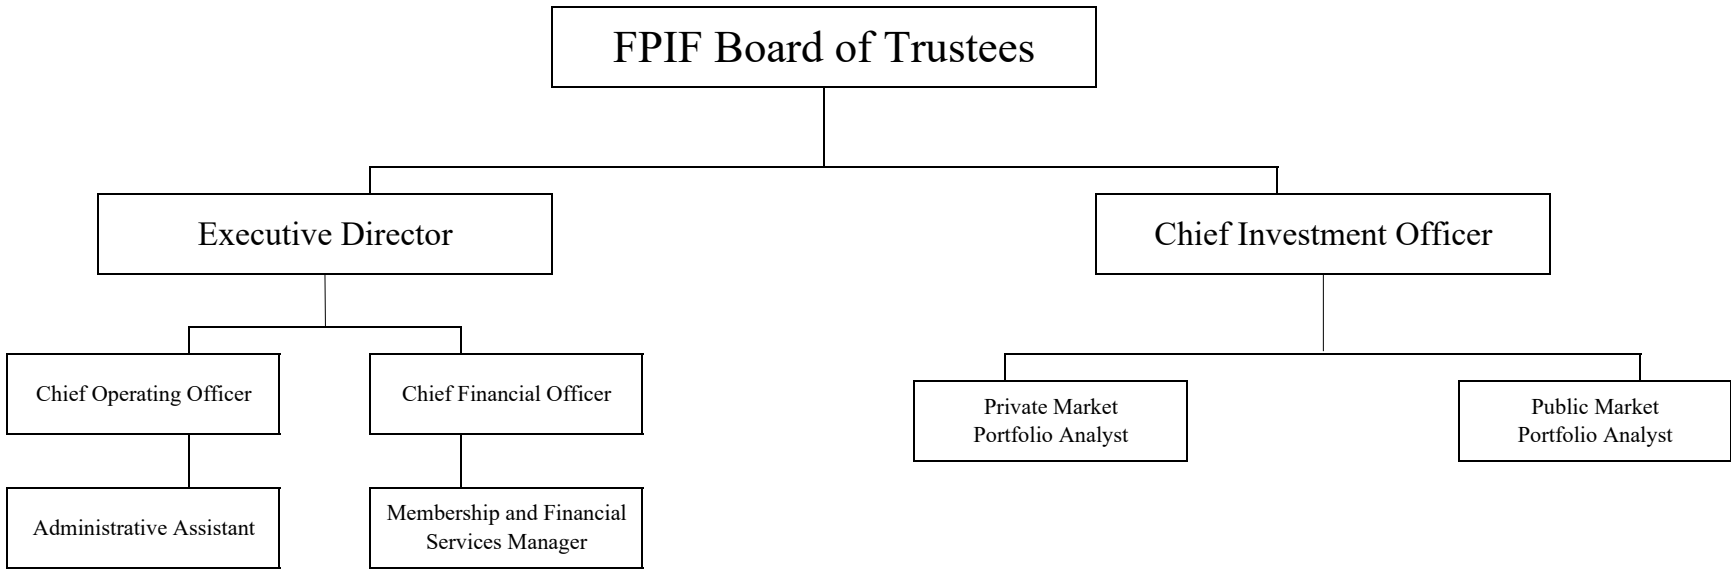 FPIF Board of Trustees
Executive Director
Chief Investment Officer
Chief Operating Officer
Chief Financial Officer
Private Market
Portfolio Analyst
Public Market
Portfolio Analyst
Administrative Assistant
Membership and Financial
Services Manager